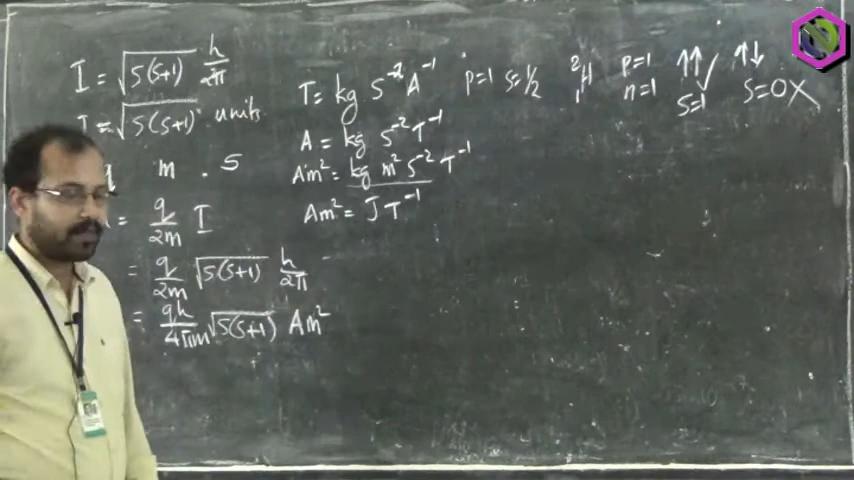 I = √S(S+1) h/2π
I = √S(S+1) units
m . S
= q/2m I
= q/2m √S(S+1) h/2π
= qh/4πm √S(S+1) Am²
T = kg S⁻² A⁻¹
A = kg S⁻² T⁻¹
Am² = kg m² S⁻² T⁻¹
Am² = J T⁻¹
P=1 S=1/2
²₁H
P=1
n=1
↑↑ ✓
S=1
↑↓
S=0 X